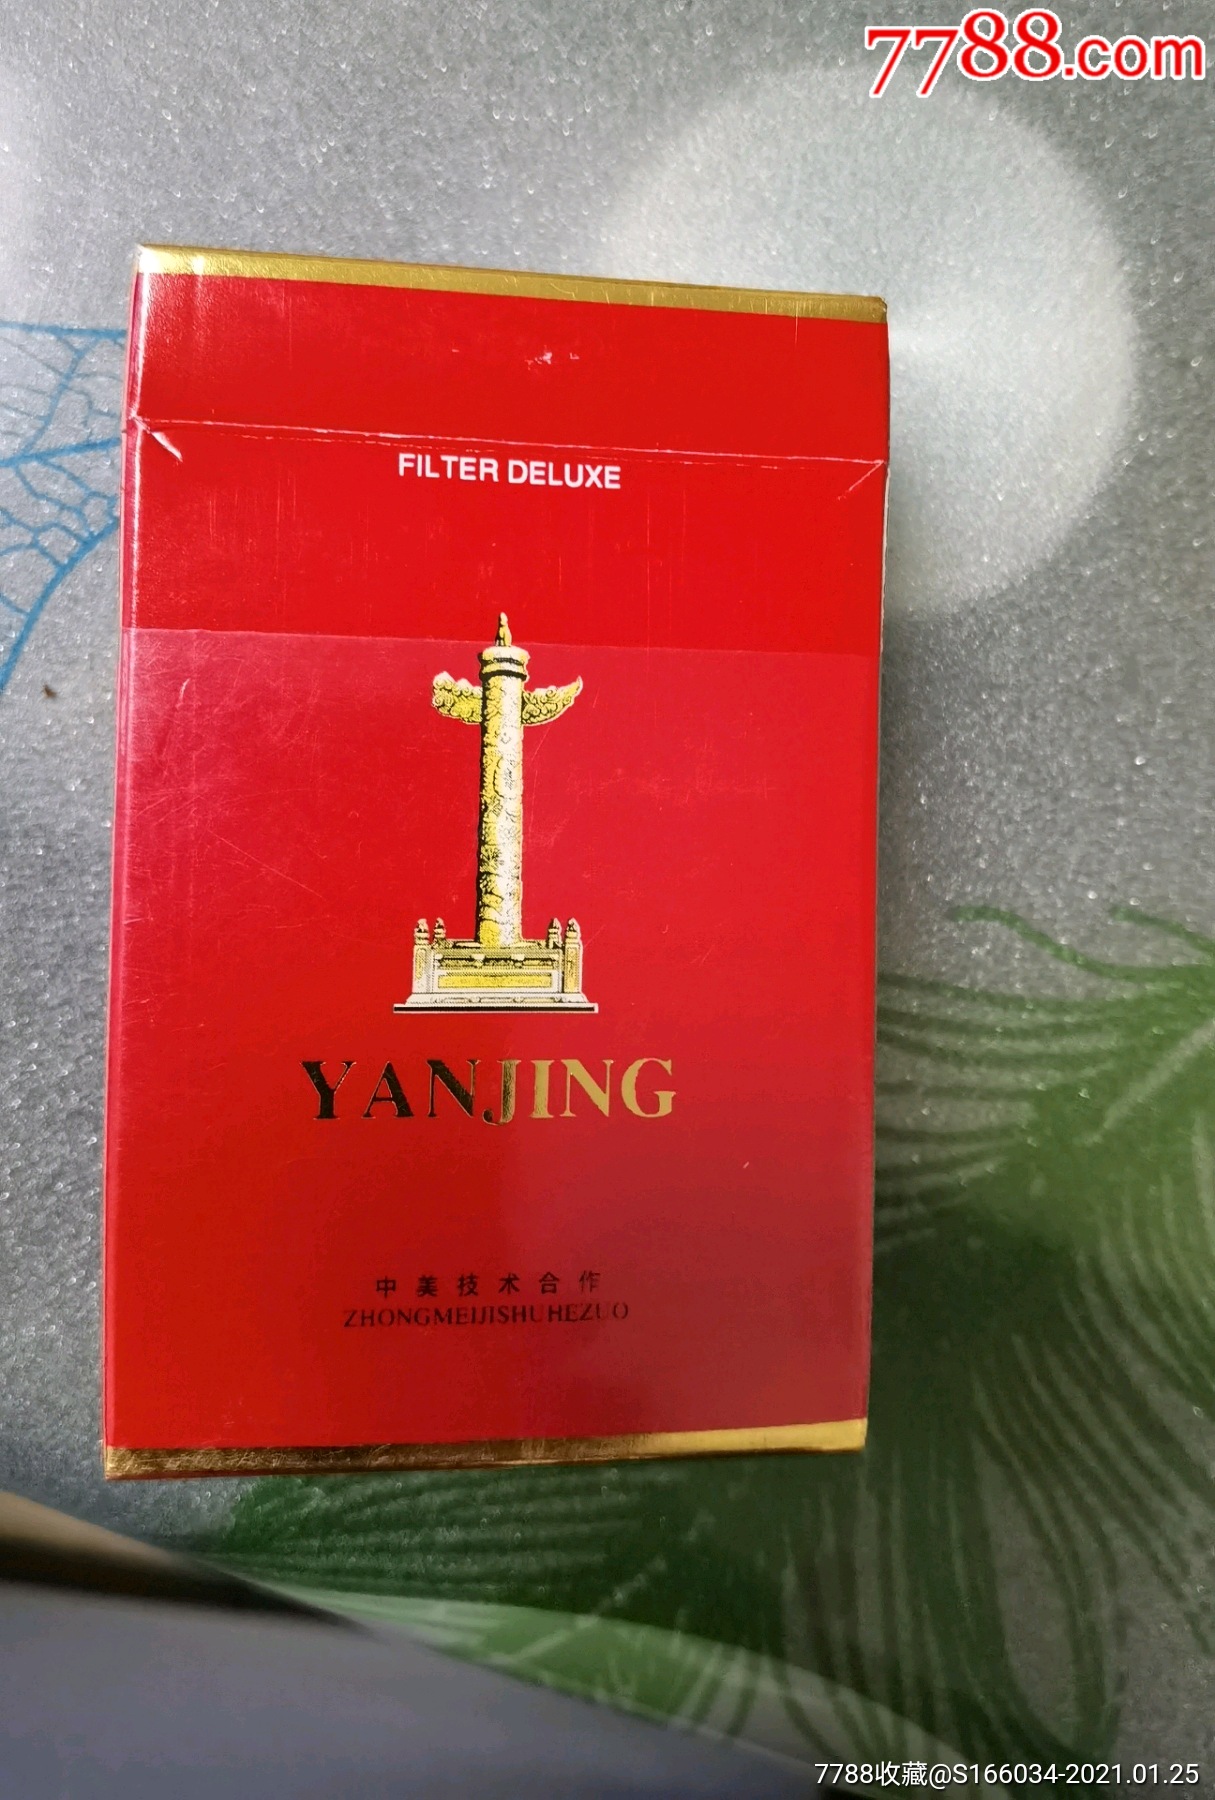 7788.com
FILTER DELUXE
YANJING
中美技术合作
ZHONGMEIJISHUHEZUO
7788收藏@S166034-2021.01.25